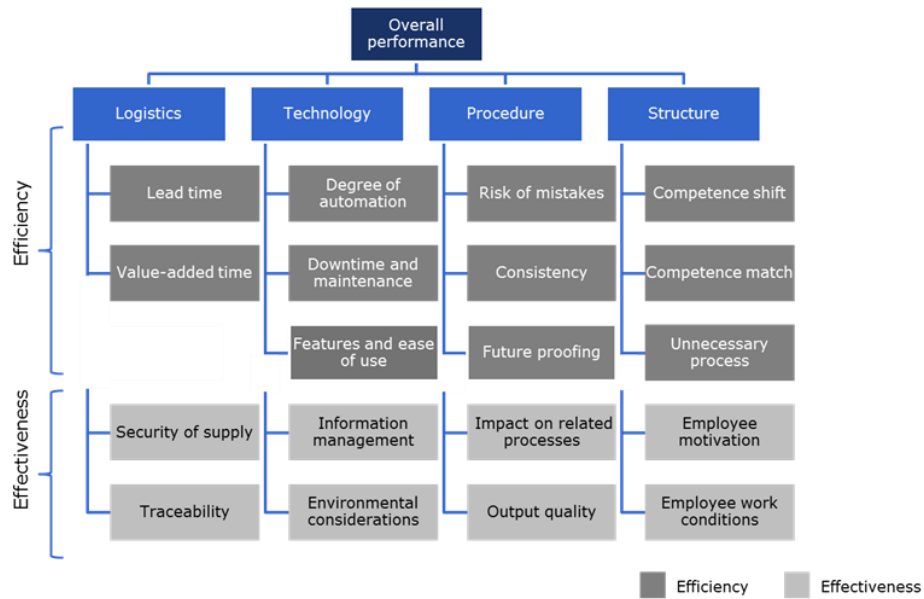 Overall
performance
Logistics
Technology
Procedure
Structure
Efficiency
Lead time
Degree of
automation
Risk of mistakes
Competence shift
Value-added time
Downtime and
maintenance
Consistency
Competence match
Features and ease
of use
Future proofing
Unnecessary
process
Effectiveness
Security of supply
Information
management
Impact on related
processes
Employee
motivation
Traceability
Environmental
considerations
Output quality
Employee work
conditions
Efficiency
Effectiveness